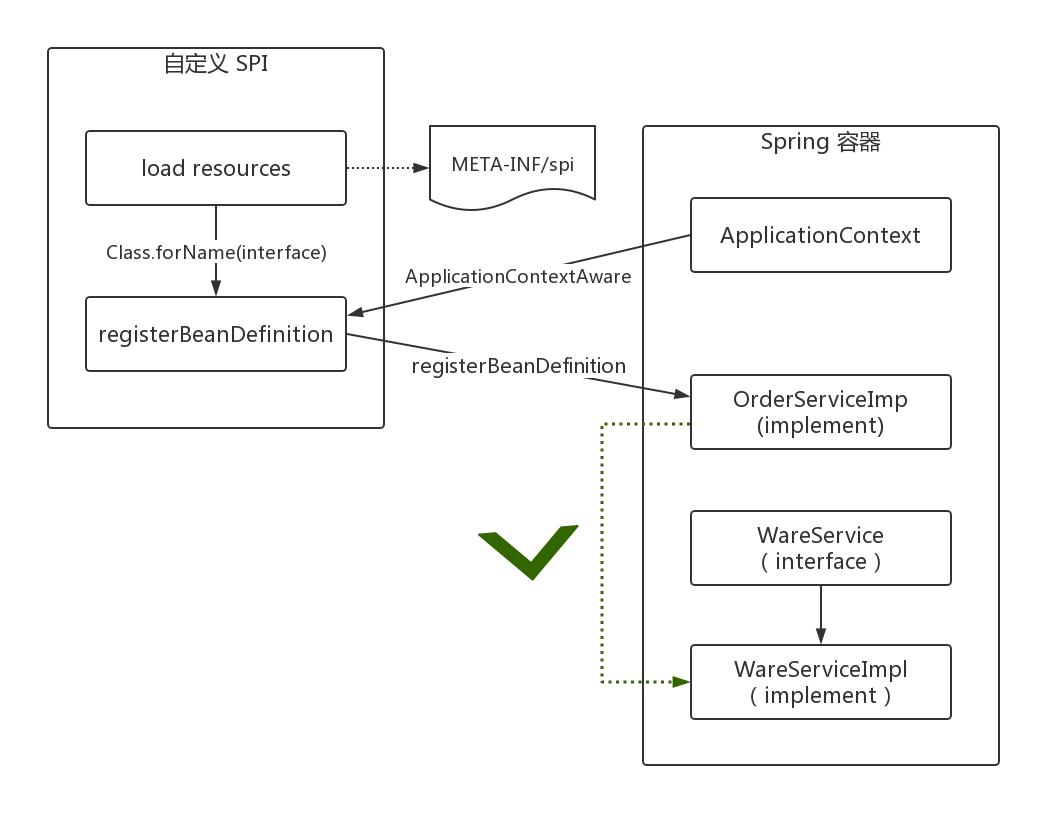 自定义 SPI
load resources
META-INF/spi
Class.forName(interface)
registerBeanDefinition
Spring 容器
ApplicationContext
ApplicationContextAware
registerBeanDefinition
OrderServiceImp
(implement)
WareService
（ interface ）
WareServiceImpl
（ implement ）